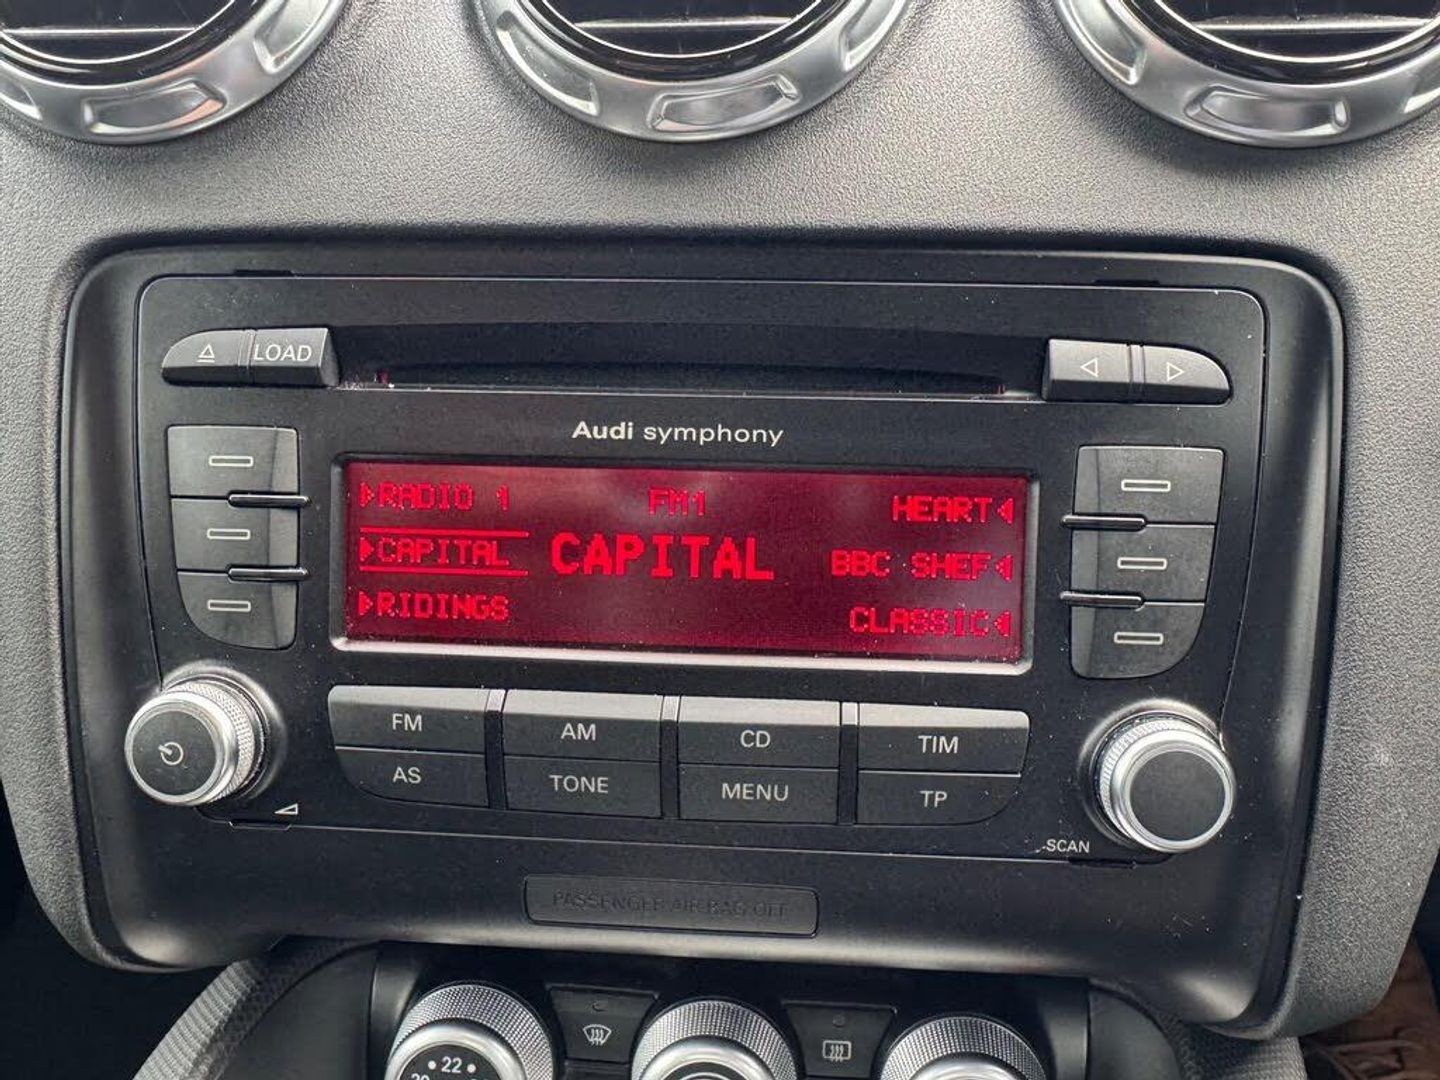 LOAD
Audi symphony
RADIO 1 FM1 HEART
CAPITAL CAPITAL BBC SHEF
RIDINGS CLASSIC
FM AM CD TIM
AS TONE MENU TP
-SCAN
PASSENGER AIR BAG OFF
22